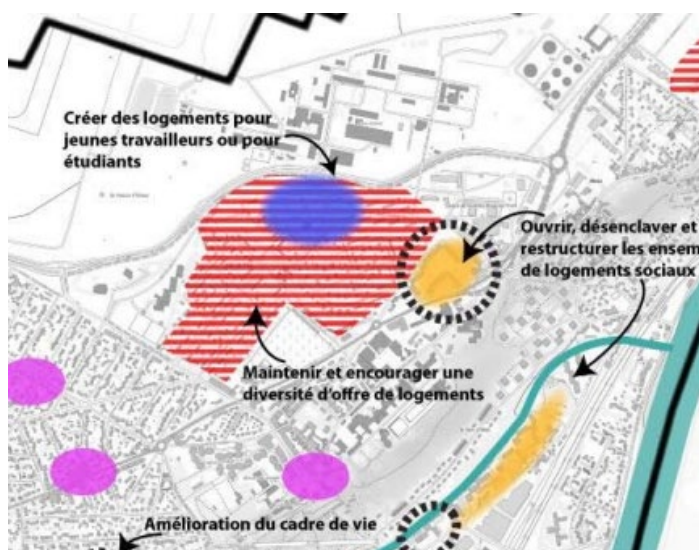 Créer des logements pour
jeunes travailleurs ou pour
étudiants
Ouvrir, désenclaver et
restructurer les ensem
de logements sociaux
Maintenir et encourager une
diversité d'offre de logements
Amélioration du cadre de vie